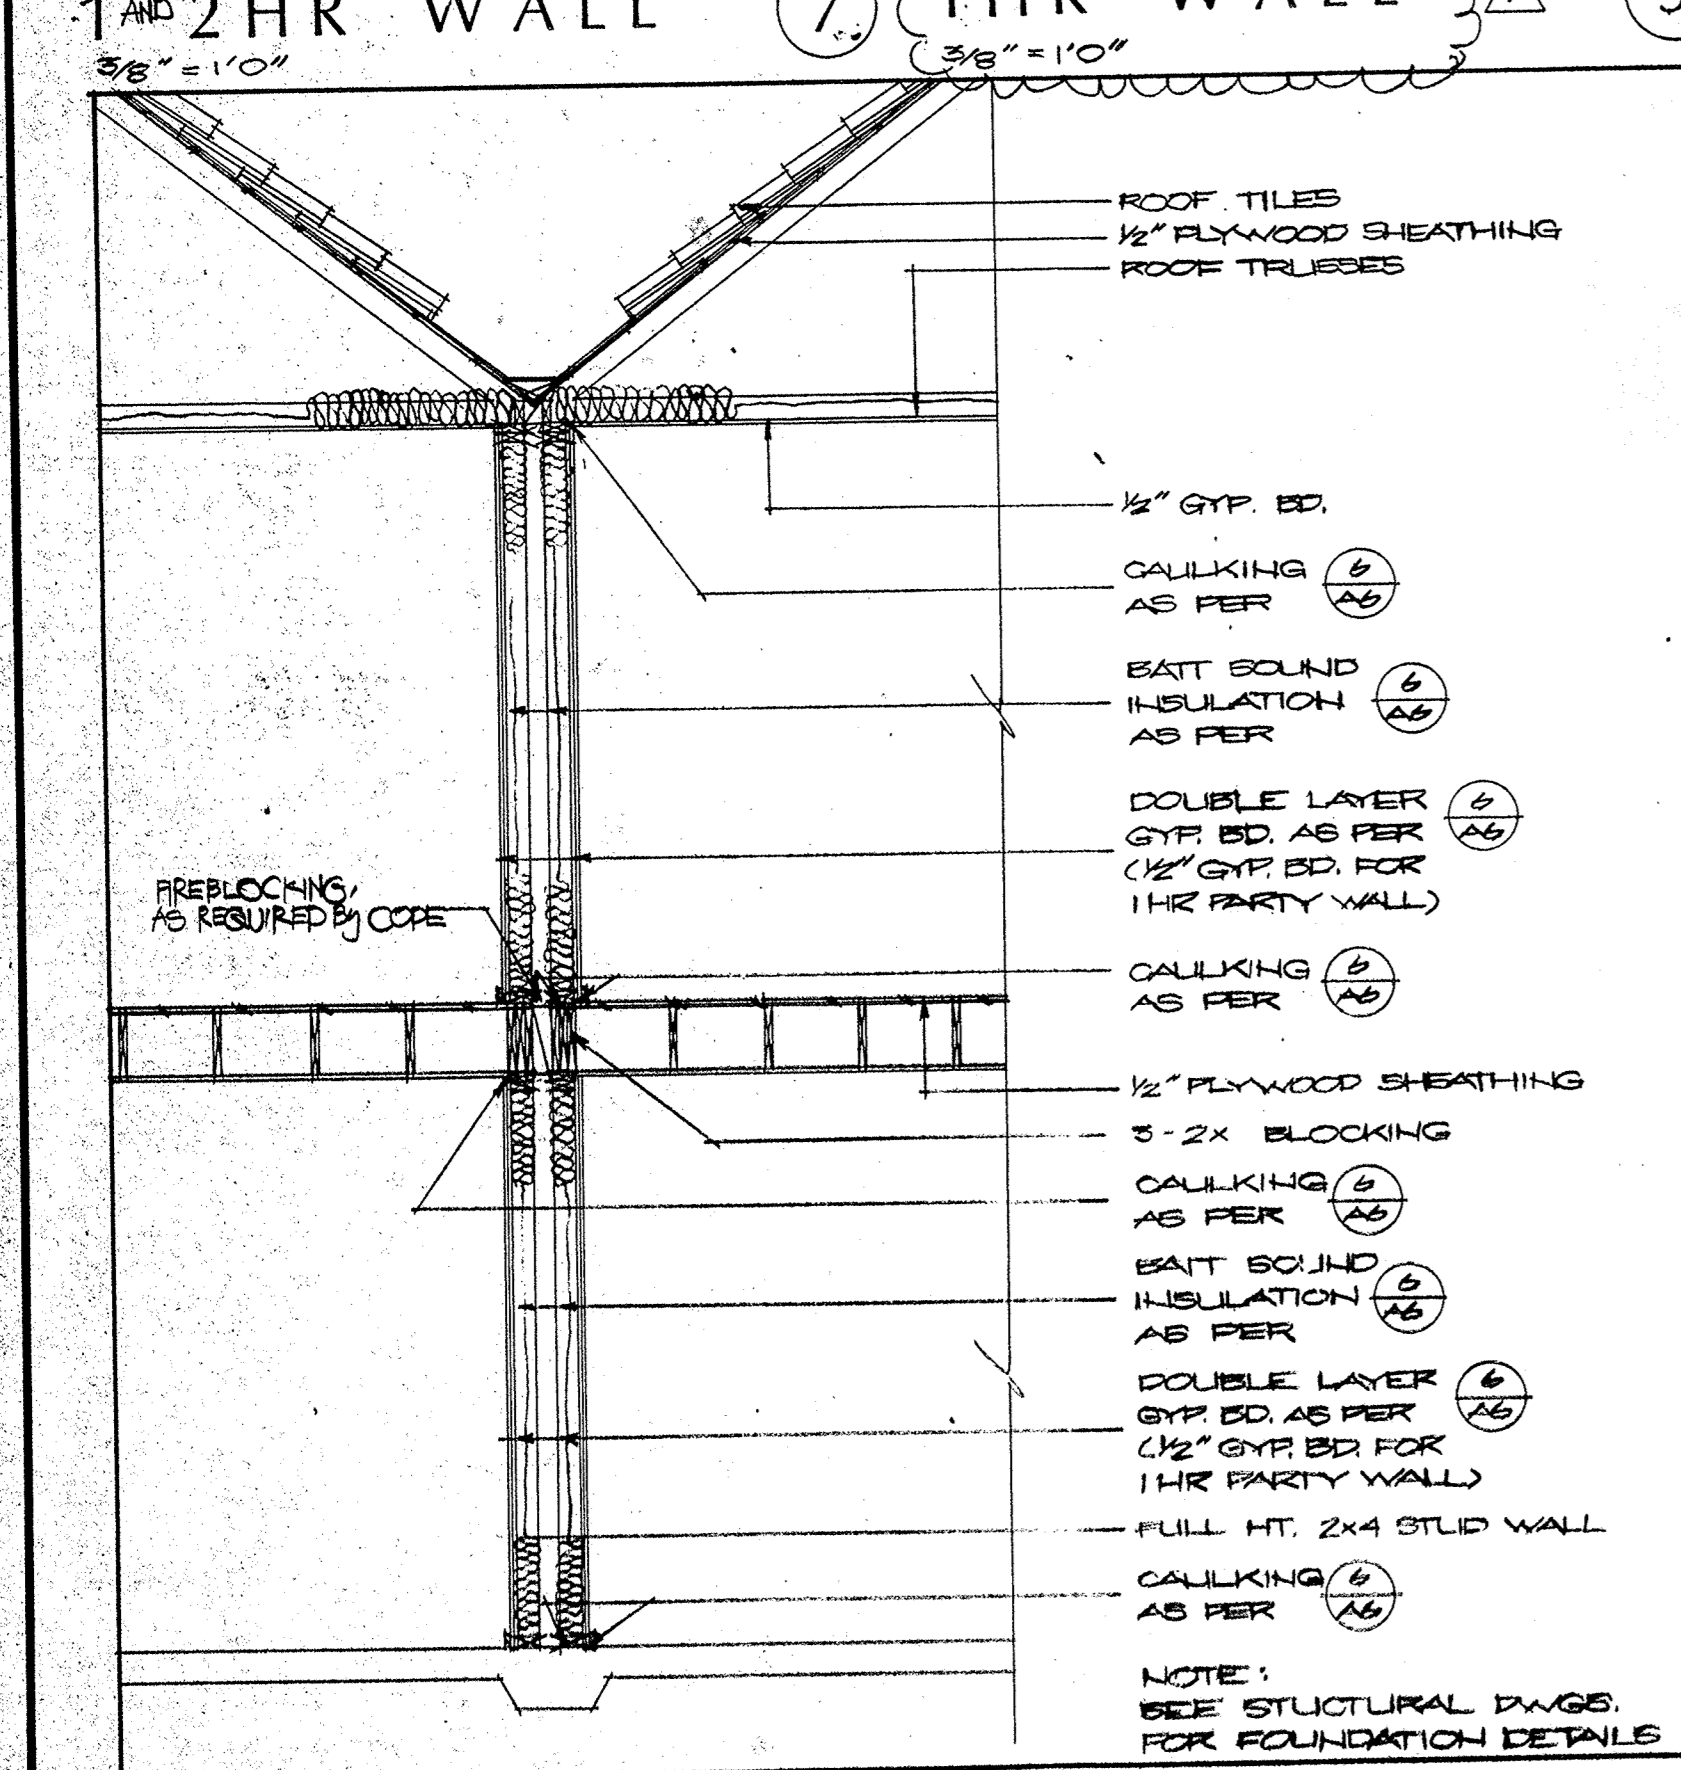 1 AND 2 HR WALL
7
1 HR WALL
3/8" = 1'0"
3/8" = 1'0"
ROOF TILES
1/2" PLYWOOD SHEATHING
ROOF TRUSSES
1/2" GYP. BD.
CAULKING
AS PER
6
A6
BATT SOUND
INSULATION
AS PER
6
A6
DOUBLE LAYER
GYP. BD. AS PER
(1/2" GYP. BD. FOR
1 HR PARTY WALL)
6
A6
FIREBLOCKING,
AS REQUIRED By CODE
CAULKING
AS PER
6
A6
1/2" PLYWOOD SHEATHING
3-2x BLOCKING
CAULKING
AS PER
6
A6
BATT SOUND
INSULATION
AS PER
6
A6
DOUBLE LAYER
GYP. BD. AS PER
(1/2" GYP. BD. FOR
1 HR PARTY WALL)
6
A6
FULL HT. 2x4 STUD WALL
CAULKING
AS PER
6
A6
NOTE:
SEE STUCTURAL DWGS.
FOR FOUNDATION DETAILS